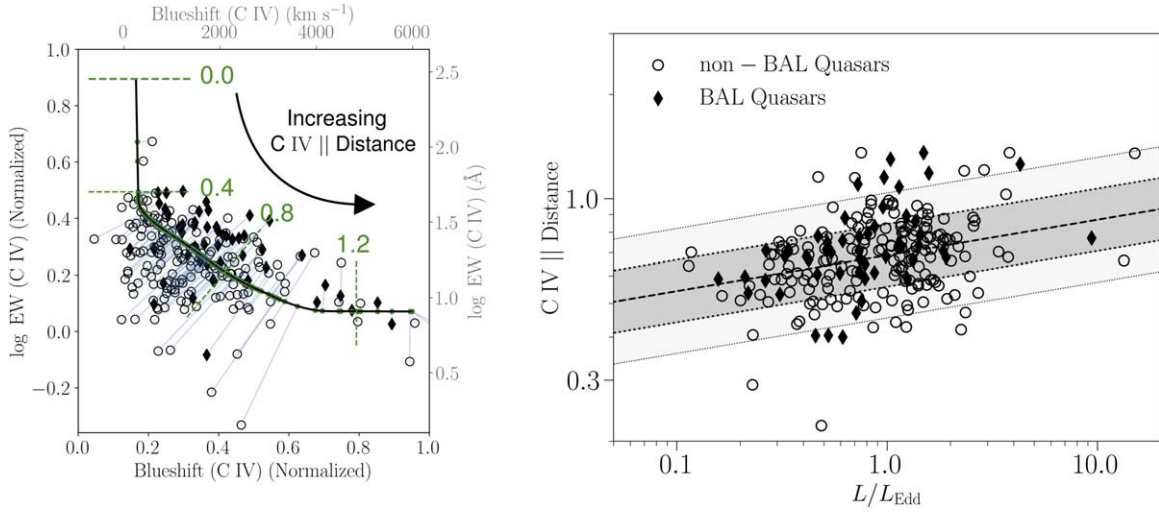 Blueshift (C IV) (km s⁻¹)
0 2000 4000 6000
1.0
0.8
0.6
0.4
0.2
0.0
−0.2
log EW (C IV) (Normalized)
0.0
Increasing
C IV || Distance
0.4
0.8
1.2
2.5
2.0
1.5
1.0
0.5
log EW (C IV) (Å)
0.0 0.2 0.4 0.6 0.8 1.0
Blueshift (C IV) (Normalized)
non − BAL Quasars
BAL Quasars
C IV || Distance
1.0
0.3
0.1 1.0 10.0
L/L_Edd